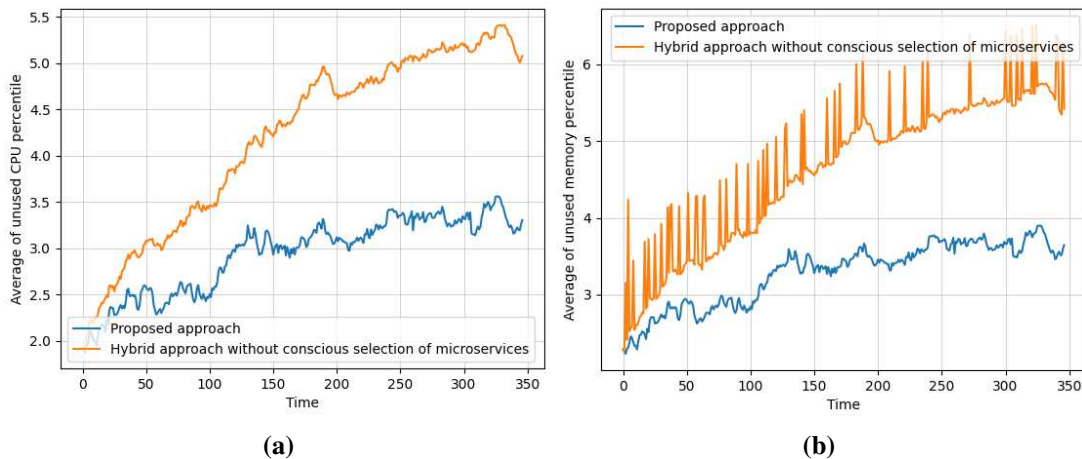 Average of unused CPU percentile
5.5
5.0
4.5
4.0
3.5
3.0
2.5
2.0
Proposed approach
Hybrid approach without conscious selection of microservices
0 50 100 150 200 250 300 350
Time
(a)
Average of unused memory percentile
Proposed approach
Hybrid approach without conscious selection of microservices
6
5
4
3
0 50 100 150 200 250 300 350
Time
(b)